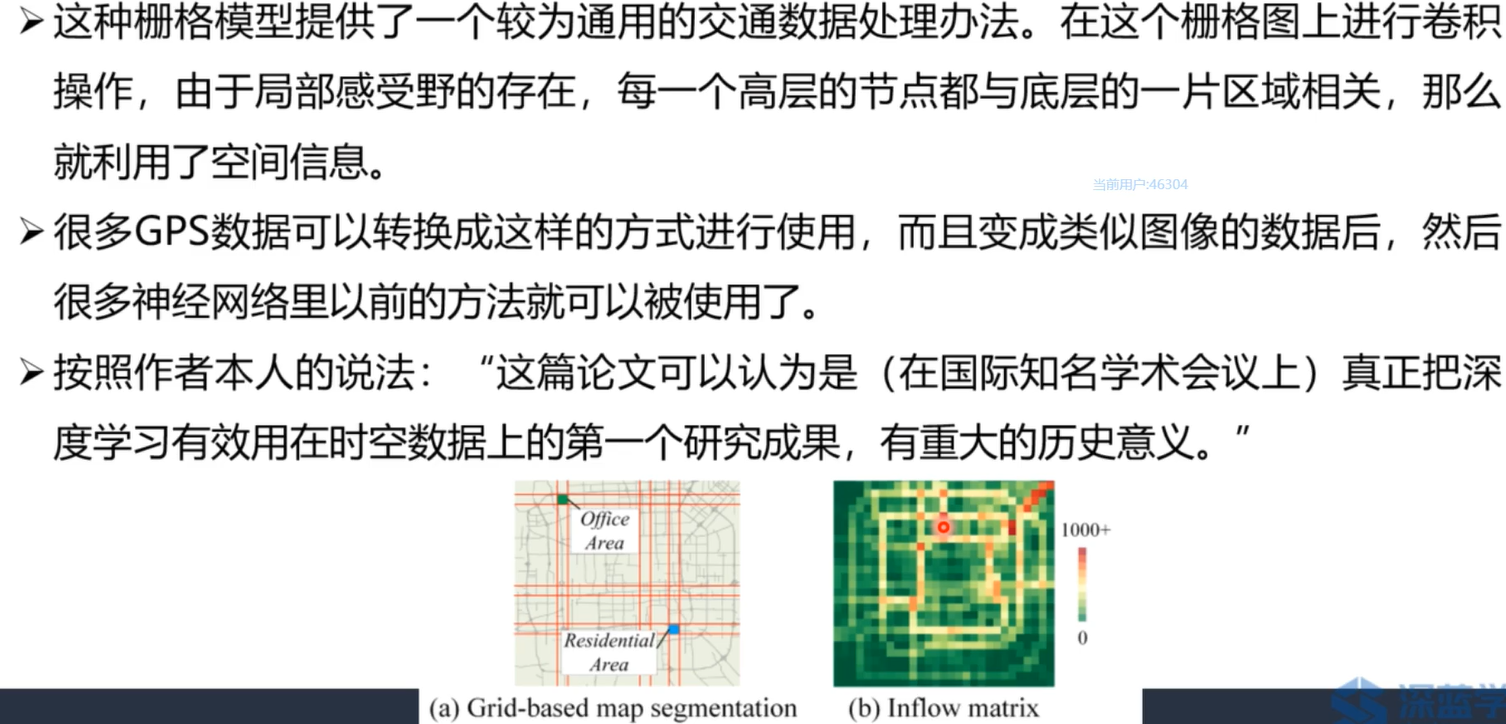 ➢这种栅格模型提供了一个较为通用的交通数据处理办法。在这个栅格图上进行卷积
操作，由于局部感受野的存在，每一个高层的节点都与底层的一片区域相关，那么
就利用了空间信息。
当前用户:46304
➢很多GPS数据可以转换成这样的方式进行使用，而且变成类似图像的数据后，然后
很多神经网络里以前的方法就可以被使用了。
➢按照作者本人的说法：“这篇论文可以认为是（在国际知名学术会议上）真正把深
度学习有效用在时空数据上的第一个研究成果，有重大的历史意义。”
Office
Area
Residential
Area
1000+
0
(a) Grid-based map segmentation
(b) Inflow matrix
深蓝学